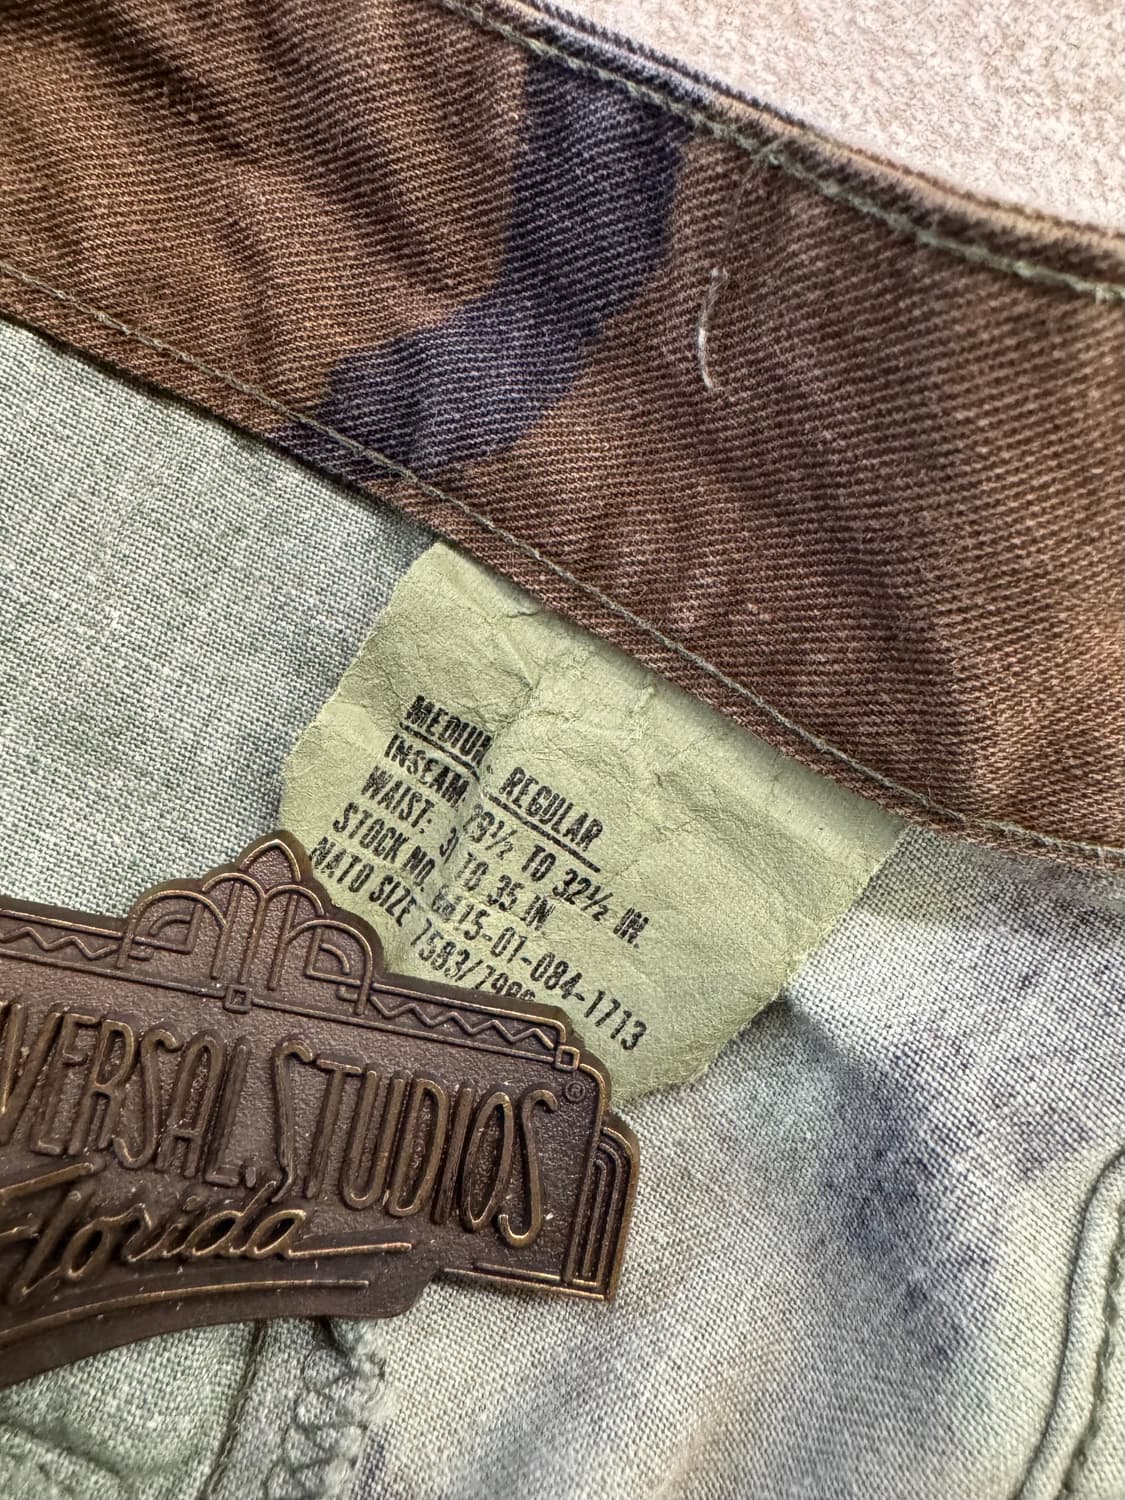 MEDIUM REGULAR
INSEAM: 29½ TO 32½ IN.
WAIST: 31 TO 35 IN.
STOCK NO. 8415-01-084-1713
NATO SIZE 7583/7989
VERSAL STUDIOS®
Florida